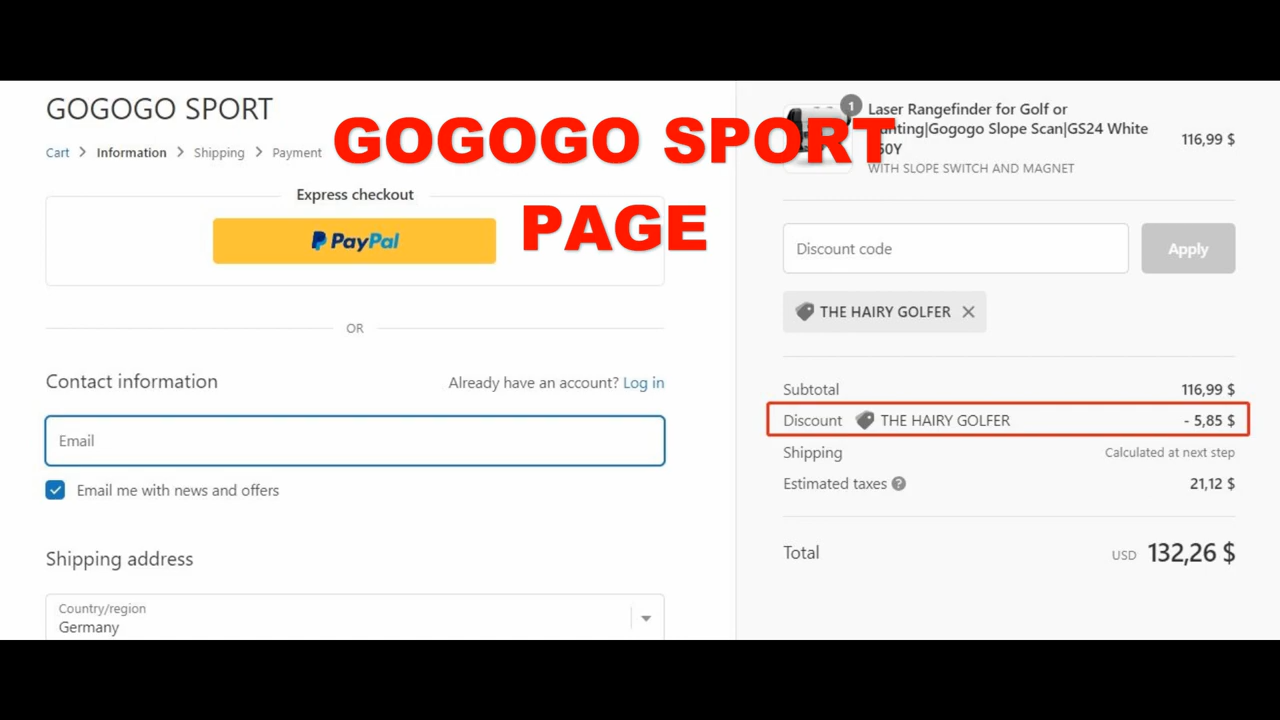 GOGOGO SPORT
Cart > Information > Shipping > Payment
Express checkout
PayPal
OR
Contact information
Already have an account? Log in
Email
Email me with news and offers
Shipping address
Country/region
Germany
GOGOGO SPORT
PAGE
1
Laser Rangefinder for Golf or
|Gogogo Slope Scan|GS24 White
116,99 $
WITH SLOPE SWITCH AND MAGNET
Discount code
Apply
THE HAIRY GOLFER
Subtotal 116,99 $
Discount THE HAIRY GOLFER - 5,85 $
Shipping Calculated at next step
Estimated taxes ? 21,12 $
Total USD 132,26 $